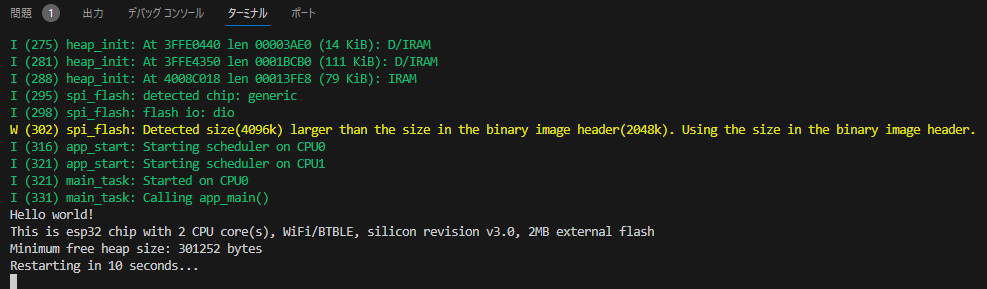 問題 1 出力 デバッグ コンソール ターミナル ポート
I (275) heap_init: At 3FFE0440 len 00003AE0 (14 KiB): D/IRAM
I (281) heap_init: At 3FFE4350 len 0001BCB0 (111 KiB): D/IRAM
I (288) heap_init: At 4008C018 len 00013FE8 (79 KiB): IRAM
I (295) spi_flash: detected chip: generic
I (298) spi_flash: flash io: dio
W (302) spi_flash: Detected size(4096k) larger than the size in the binary image header(2048k). Using the size in the binary image header.
I (316) app_start: Starting scheduler on CPU0
I (321) app_start: Starting scheduler on CPU1
I (321) main_task: Started on CPU0
I (331) main_task: Calling app_main()
Hello world!
This is esp32 chip with 2 CPU core(s), WiFi/BTBLE, silicon revision v3.0, 2MB external flash
Minimum free heap size: 301252 bytes
Restarting in 10 seconds...